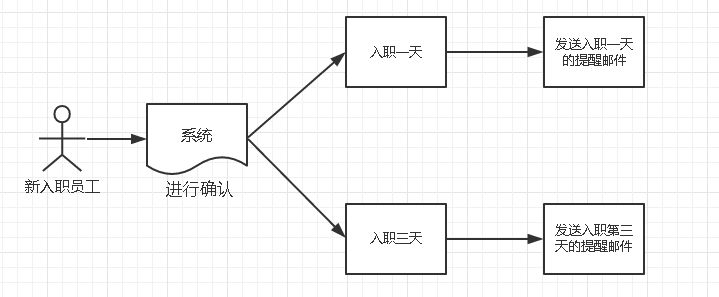 新入职员工
系统
进行确认
入职一天
发送入职一天
的提醒邮件
入职三天
发送入职第三
天的提醒邮件